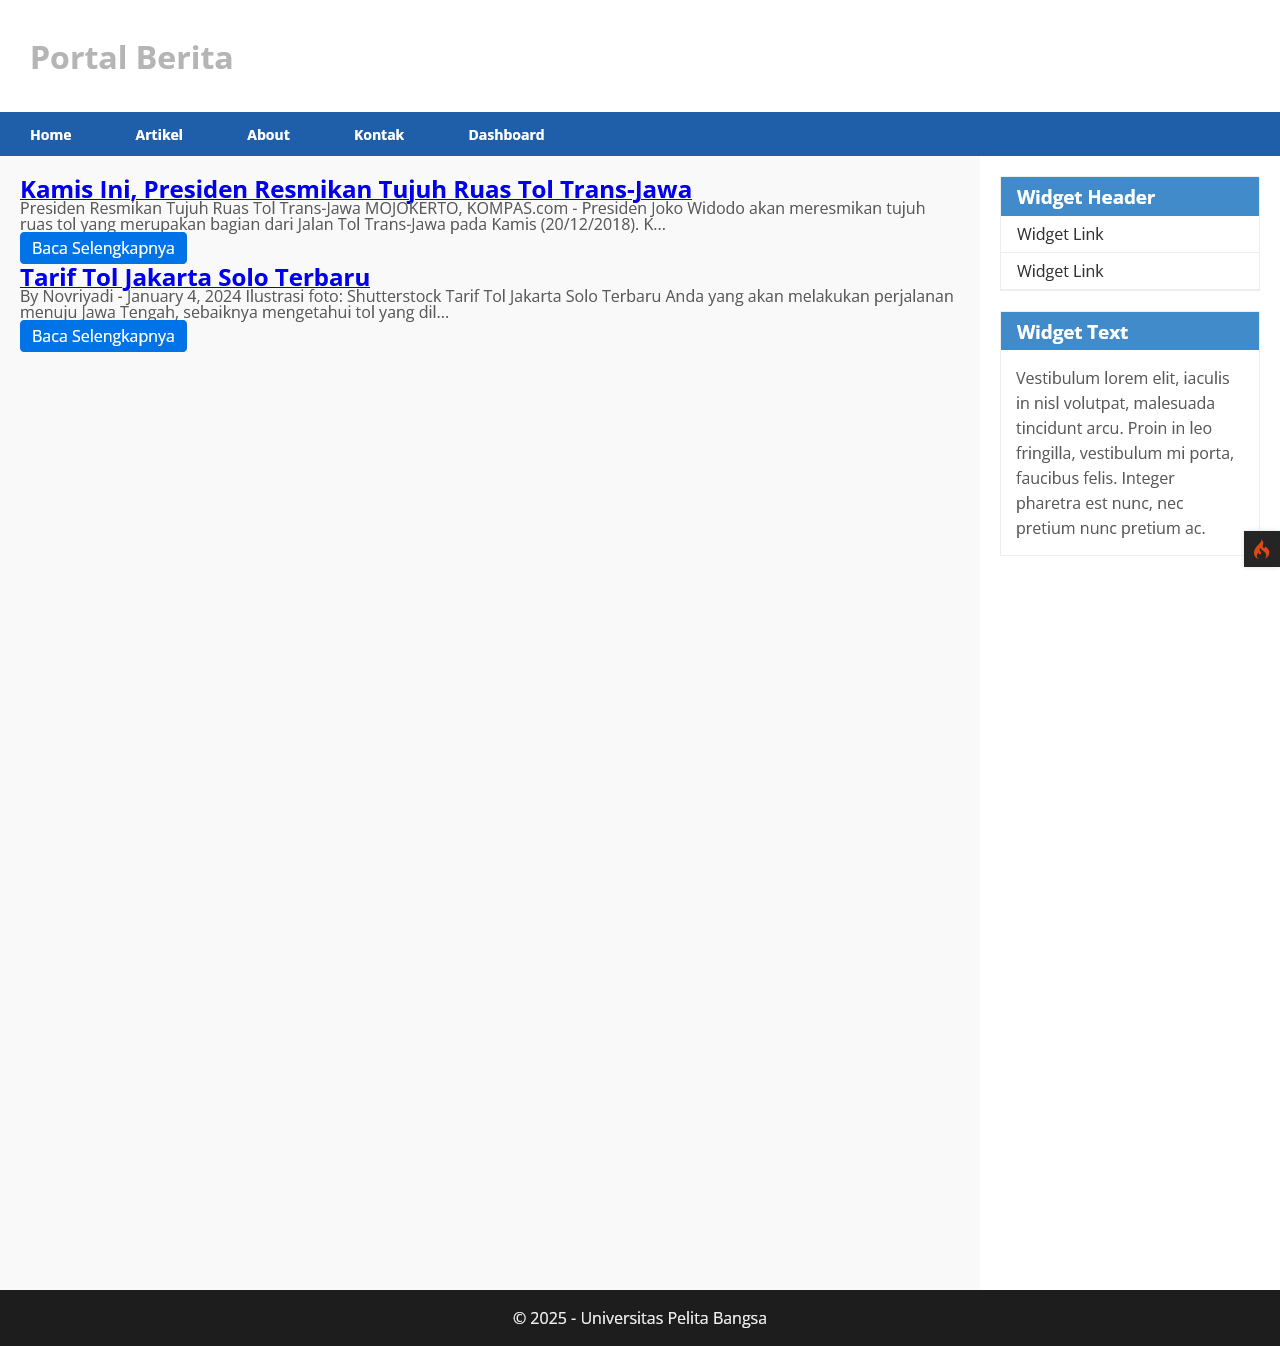 Portal Berita
Home Artikel About Kontak Dashboard
Kamis Ini, Presiden Resmikan Tujuh Ruas Tol Trans-Jawa
Presiden Resmikan Tujuh Ruas Tol Trans-Jawa MOJOKERTO, KOMPAS.com - Presiden Joko Widodo akan meresmikan tujuh
ruas tol yang merupakan bagian dari Jalan Tol Trans-Jawa pada Kamis (20/12/2018). K...
Baca Selengkapnya
Tarif Tol Jakarta Solo Terbaru
By Novriyadi - January 4, 2024 Ilustrasi foto: Shutterstock Tarif Tol Jakarta Solo Terbaru Anda yang akan melakukan perjalanan
menuju Jawa Tengah, sebaiknya mengetahui tol yang dil...
Baca Selengkapnya
Widget Header
Widget Link
Widget Link
Widget Text
Vestibulum lorem elit, iaculis
in nisl volutpat, malesuada
tincidunt arcu. Proin in leo
fringilla, vestibulum mi porta,
faucibus felis. Integer
pharetra est nunc, nec
pretium nunc pretium ac.
© 2025 - Universitas Pelita Bangsa